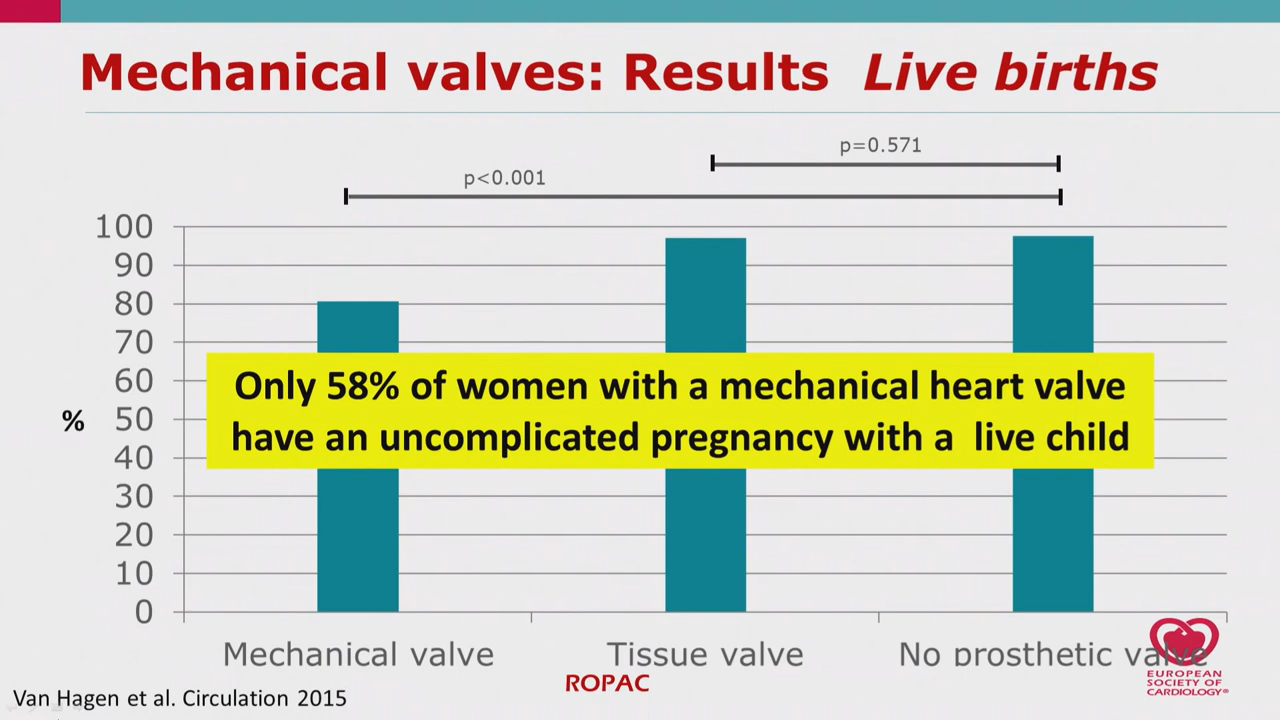 Mechanical valves: Results Live births
p=0.571
p<0.001
100
90
80
70
60
50
40
30
20
10
0
%
Only 58% of women with a mechanical heart valve
have an uncomplicated pregnancy with a live child
Mechanical valve
Tissue valve
No prosthetic valve
ROPAC
EUROPEAN
SOCIETY OF
CARDIOLOGY®
Van Hagen et al. Circulation 2015